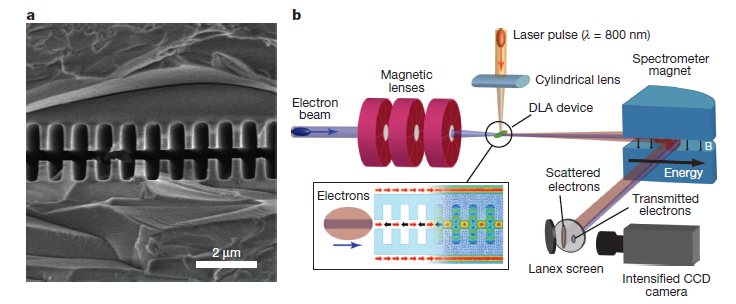 a
2 μm
b
Laser pulse (λ = 800 nm)
Spectrometer
magnet
Magnetic
lenses
Cylindrical lens
Electron
beam
DLA device
B
Energy
Scattered
electrons
Electrons
Transmitted
electrons
Lanex screen
Intensified CCD
camera